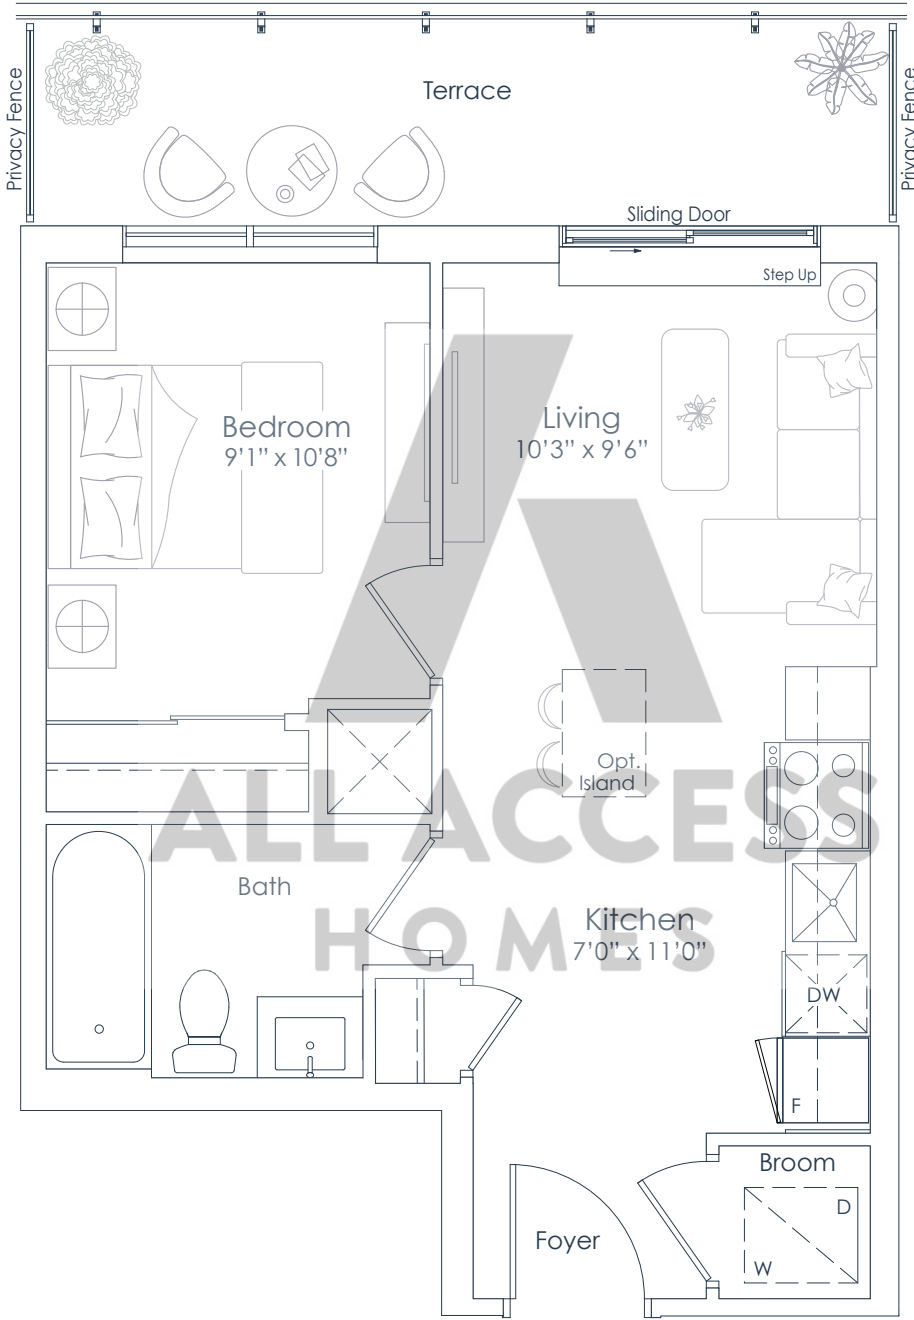 Terrace
Privacy Fence
Privacy Fence
Sliding Door
Step Up
Bedroom
9’1” x 10’8”
Living
10’3” x 9’6”
Opt.
Island
ALL ACCESS
HOMES
Bath
Kitchen
7’0” x 11’0”
DW
F
Broom
D
W
Foyer